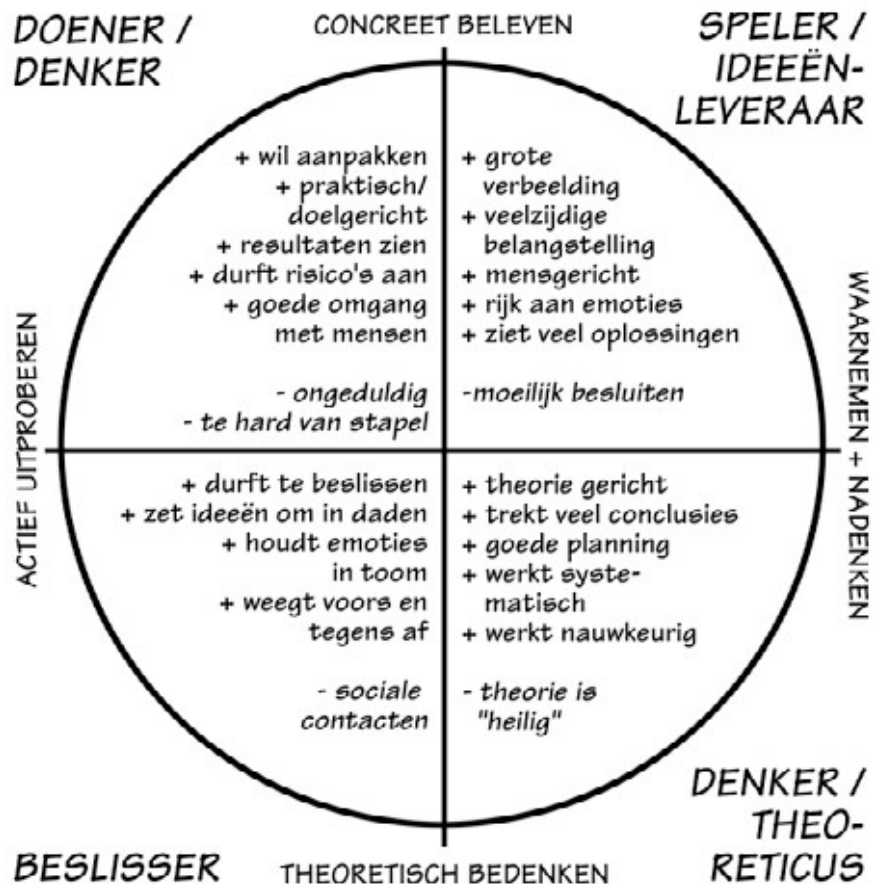 DOENER /
DENKER
CONCREET BELEVEN
SPELER /
IDEEËN-
LEVERAAR
+ wil aanpakken
+ praktisch/
doelgericht
+ resultaten zien
+ durft risico's aan
+ goede omgang
met mensen
- ongeduldig
- te hard van stapel
+ grote
verbeelding
+ veelzijdige
belangstelling
+ mensgericht
+ rijk aan emoties
+ ziet veel oplossingen
-moeilijk besluiten
ACTIEF UITPROBEREN
WAARNEMEN + NADENKEN
+ durft te beslissen
+ zet ideeën om in daden
+ houdt emoties
in toom
+ weegt voors en
tegens af
- sociale
contacten
+ theorie gericht
+ trekt veel conclusies
+ goede planning
+ werkt syste-
matisch
+ werkt nauwkeurig
- theorie is
"heilig"
BESLISSER
THEORETISCH BEDENKEN
DENKER /
THEO-
RETICUS